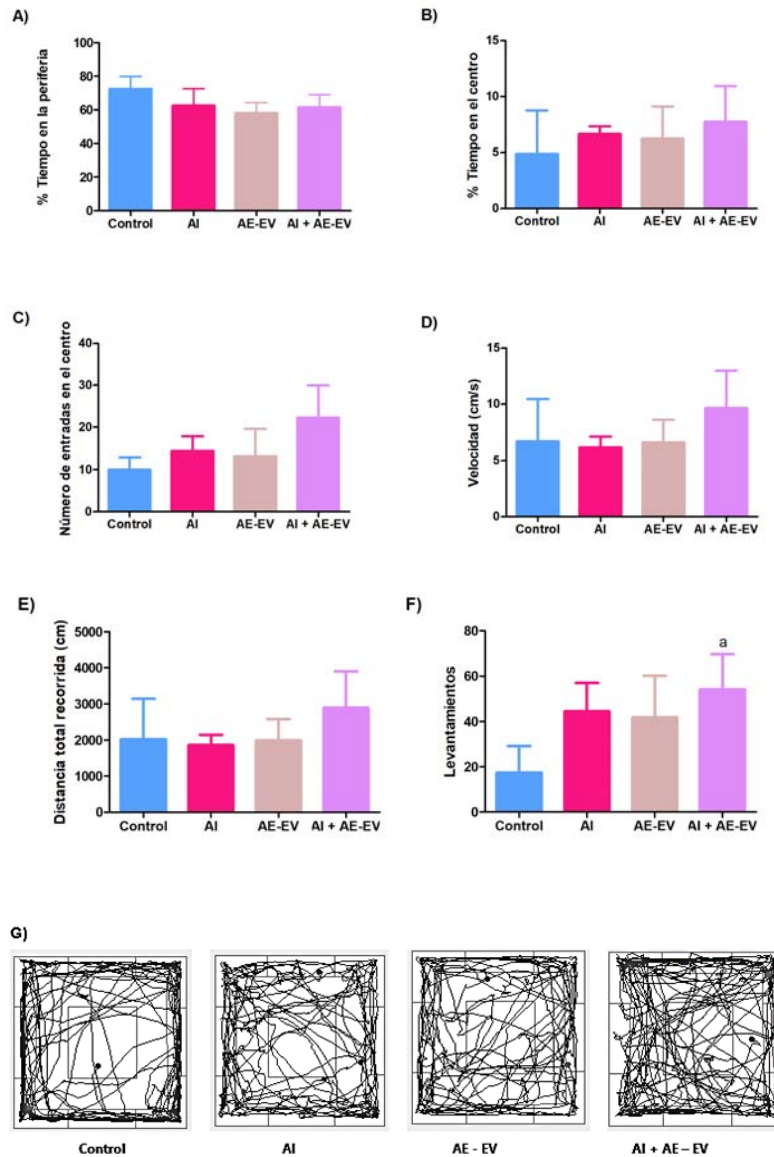 A)
% Tiempo en la periferia
100
80
60
40
20
0
Control AI AE-EV AI + AE-EV
B)
% Tiempo en el centro
15
10
5
0
Control AI AE-EV AI + AE-EV
C)
Número de entradas en el centro
40
30
20
10
0
Control AI AE-EV AI + AE-EV
D)
Velocidad (cm/s)
15
10
5
0
Control AI AE-EV AI + AE-EV
E)
Distancia total recorrida (cm)
5000
4000
3000
2000
1000
0
Control AI AE-EV AI + AE-EV
F)
Levantamientos
80
60
40
20
0
a
Control AI AE-EV AI + AE-EV
G)
Control AI AE - EV AI + AE – EV